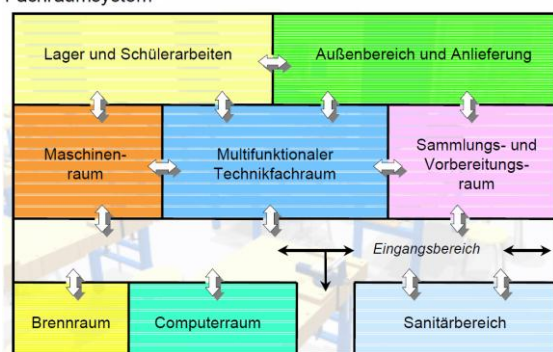 Fachraumsystem
Lager und Schülerarbeiten
Außenbereich und Anlieferung
Maschinen-
raum
Multifunktionaler
Technikfachraum
Sammlungs- und
Vorbereitungs-
raum
Eingangsbereich
Brennraum
Computerraum
Sanitärbereich